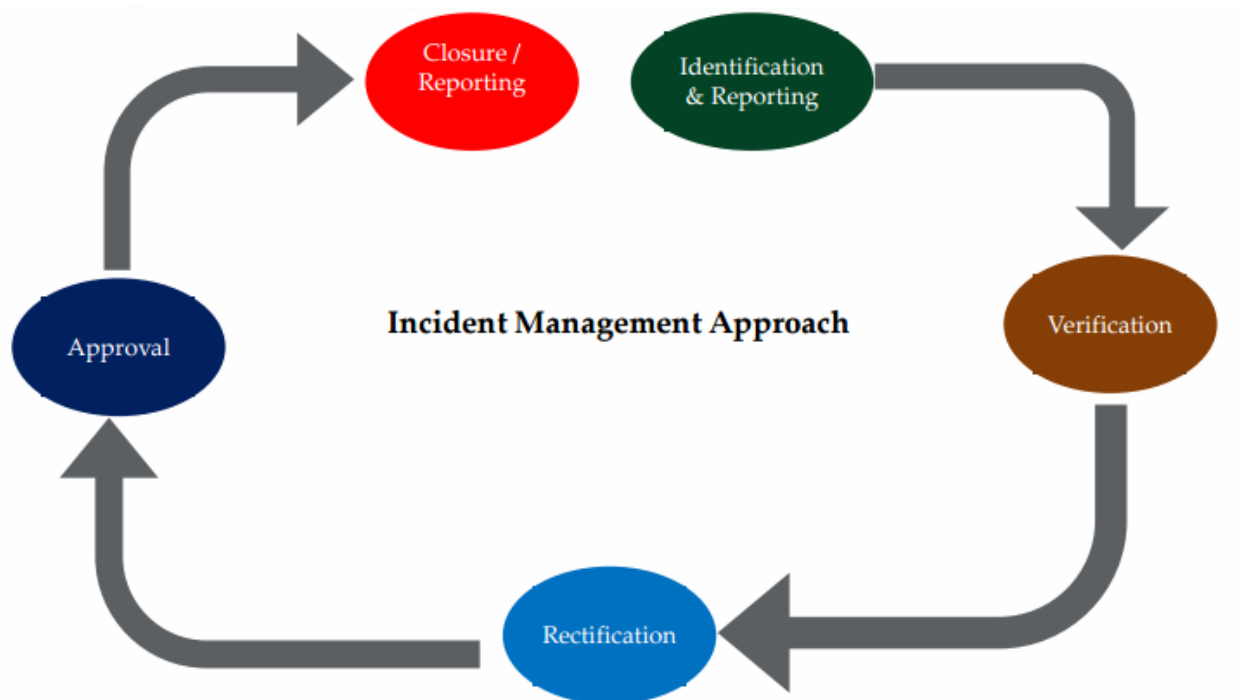 Closure /
Reporting
Identification
& Reporting
Incident Management Approach
Verification
Approval
Rectification